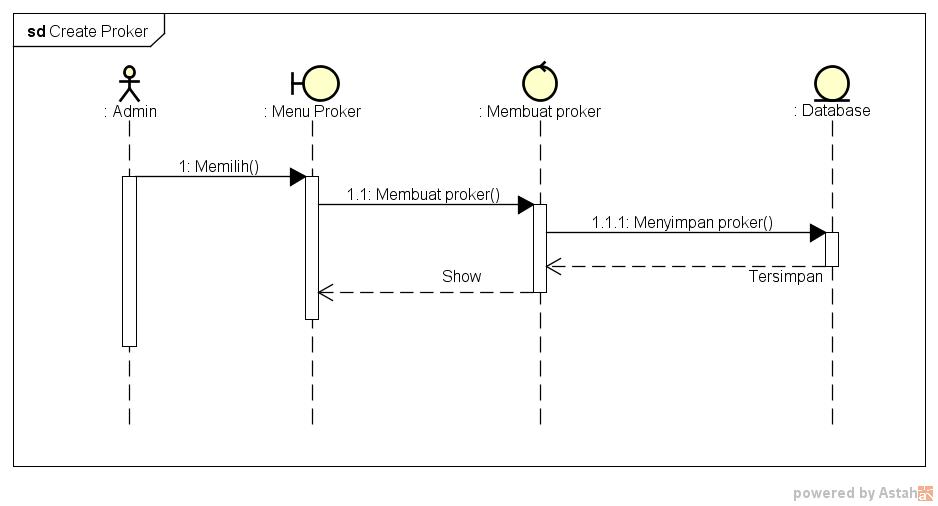 sd Create Proker
: Admin
: Menu Proker
: Membuat proker
: Database
1: Memilih()
1.1: Membuat proker()
1.1.1: Menyimpan proker()
Tersimpan
Show
powered by Astah